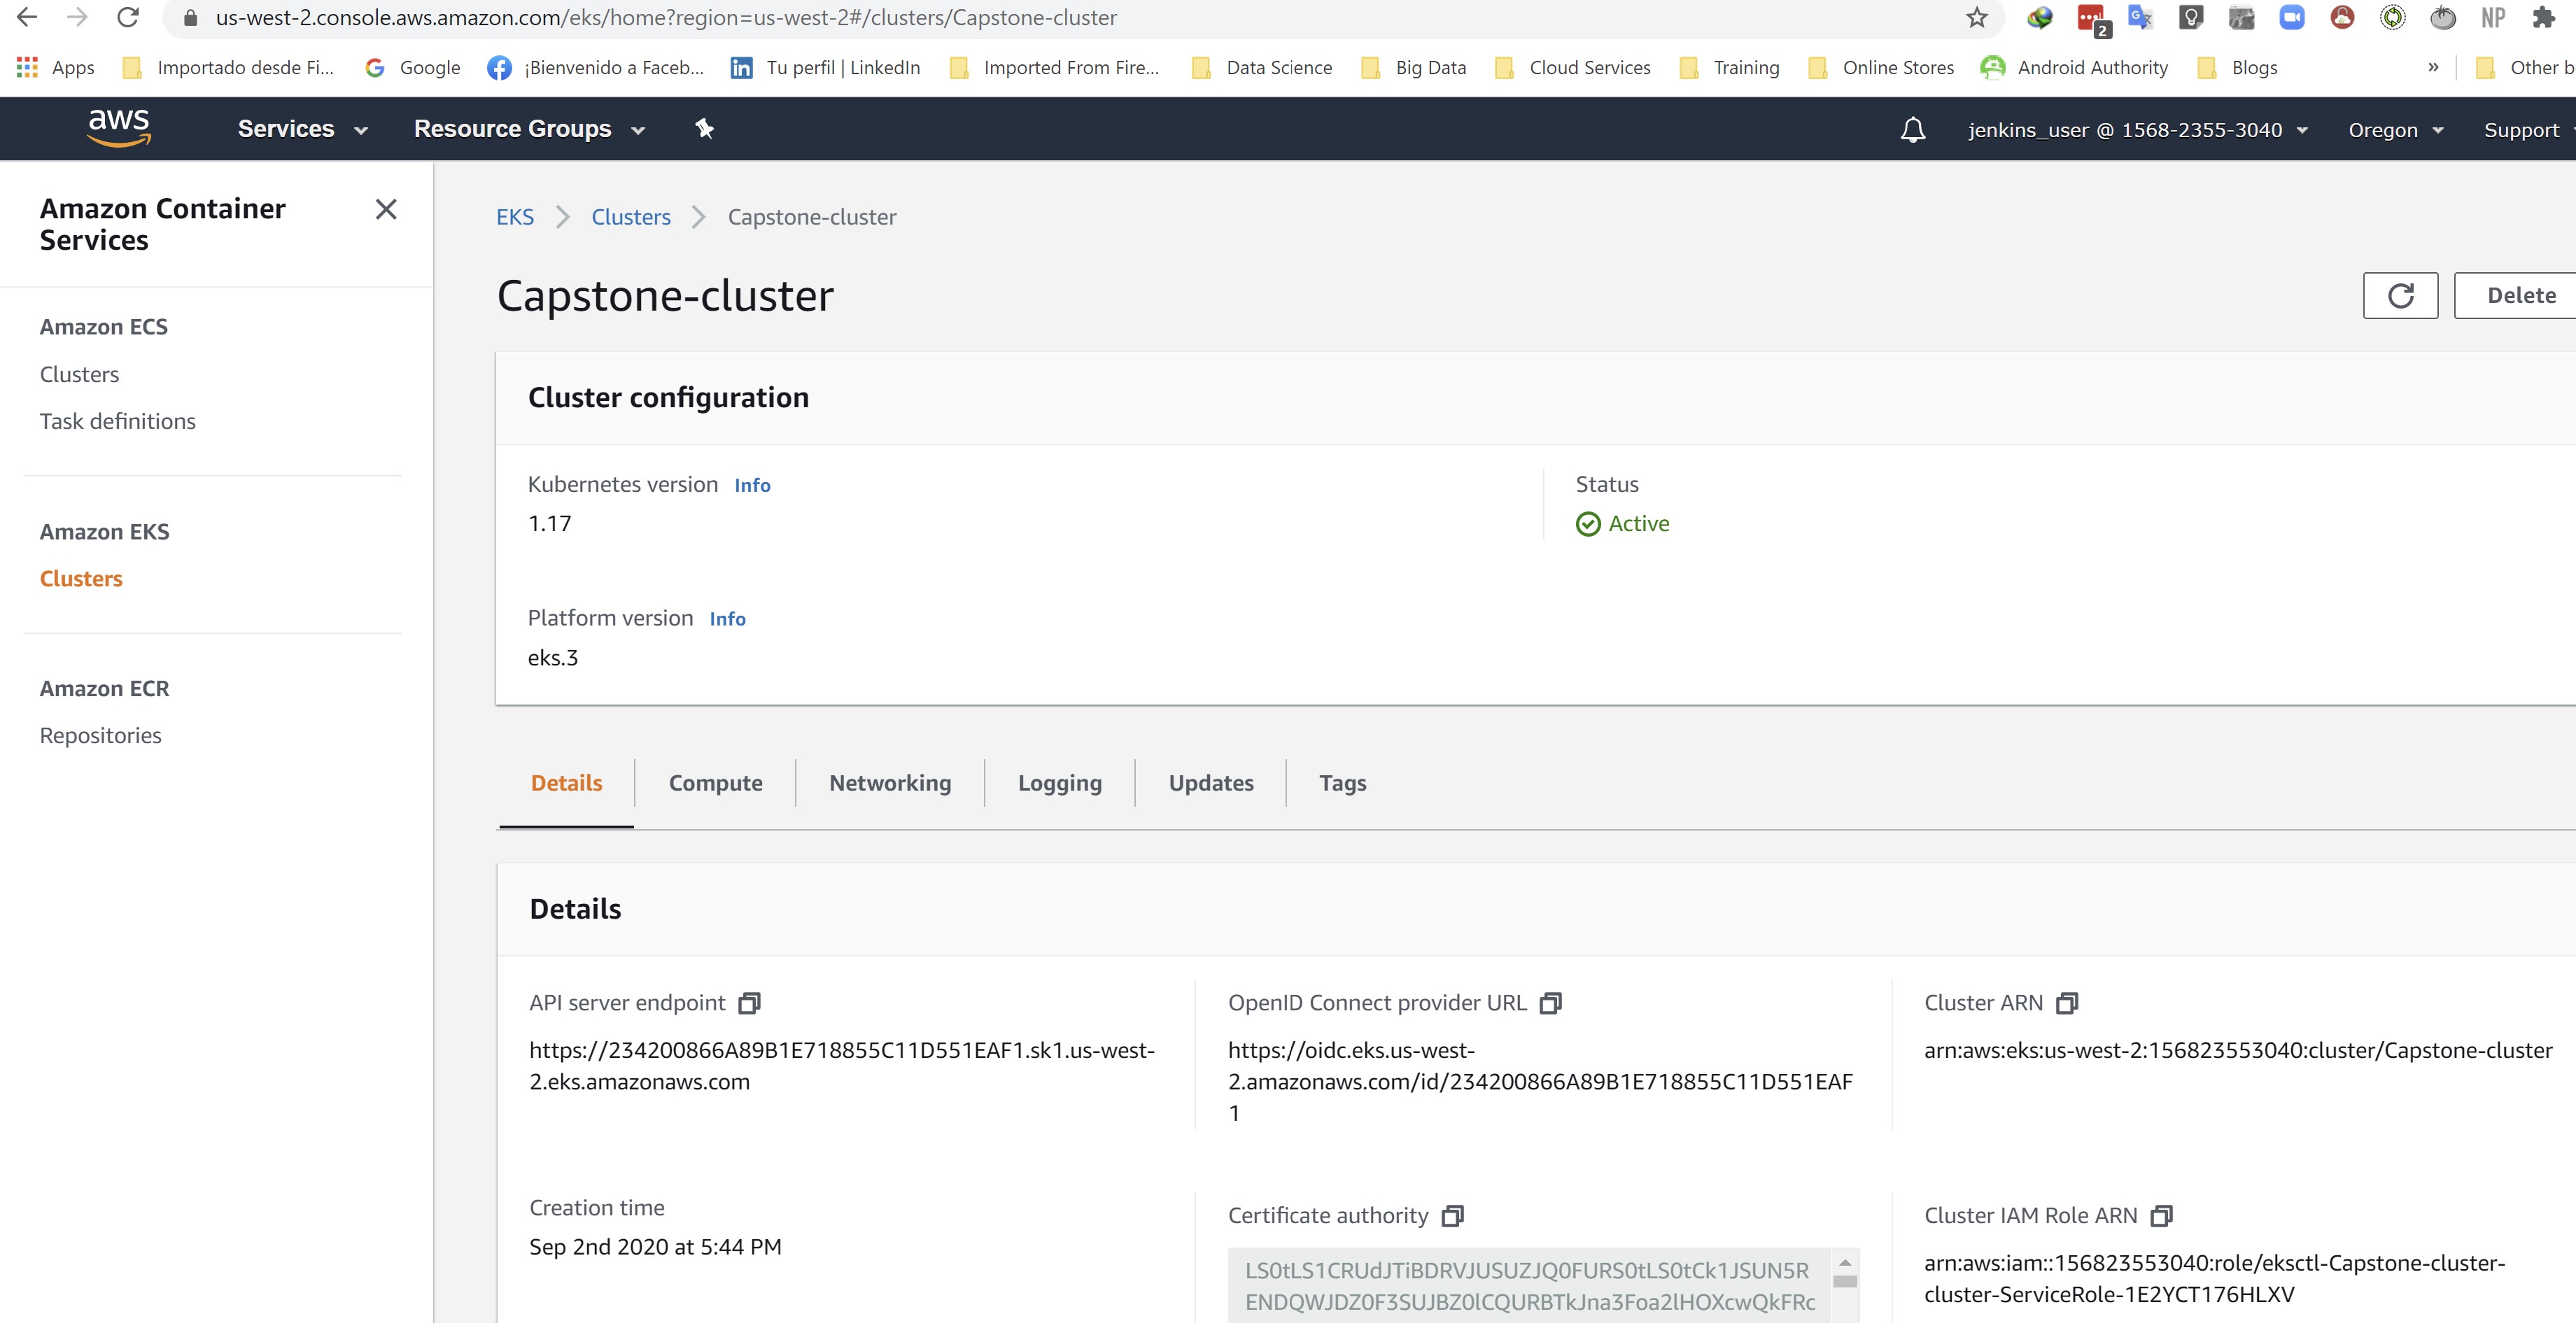 us-west-2.console.aws.amazon.com/eks/home?region=us-west-2#/clusters/Capstone-cluster
2
NP
Apps
Importado desde Fi...
Google
¡Bienvenido a Faceb...
Tu perfil | LinkedIn
Imported From Fire...
Data Science
Big Data
Cloud Services
Training
Online Stores
Android Authority
Blogs
»
Other b
aws
Services
Resource Groups
jenkins_user @ 1568-2355-3040
Oregon
Support
Amazon Container
Services
Amazon ECS
Clusters
Task definitions
Amazon EKS
Clusters
Amazon ECR
Repositories
EKS
Clusters
Capstone-cluster
Capstone-cluster
Delete
Cluster configuration
Kubernetes version Info
1.17
Status
Active
Platform version Info
eks.3
Details
Compute
Networking
Logging
Updates
Tags
Details
API server endpoint
https://234200866A89B1E718855C11D551EAF1.sk1.us-west-
2.eks.amazonaws.com
OpenID Connect provider URL
https://oidc.eks.us-west-
2.amazonaws.com/id/234200866A89B1E718855C11D551EAF
1
Cluster ARN
arn:aws:eks:us-west-2:156823553040:cluster/Capstone-cluster
Creation time
Sep 2nd 2020 at 5:44 PM
Certificate authority
LS0tLS1CRUdJTiBDRVJUSUZJQ0FURS0tLS0tCk1JSUN5R
ENDQWJDZ0F3SUJBZ0lCQURBTkJna3Foa2lHOXcwQkFRc
Cluster IAM Role ARN
arn:aws:iam::156823553040:role/eksctl-Capstone-cluster-
cluster-ServiceRole-1E2YCT176HLXV